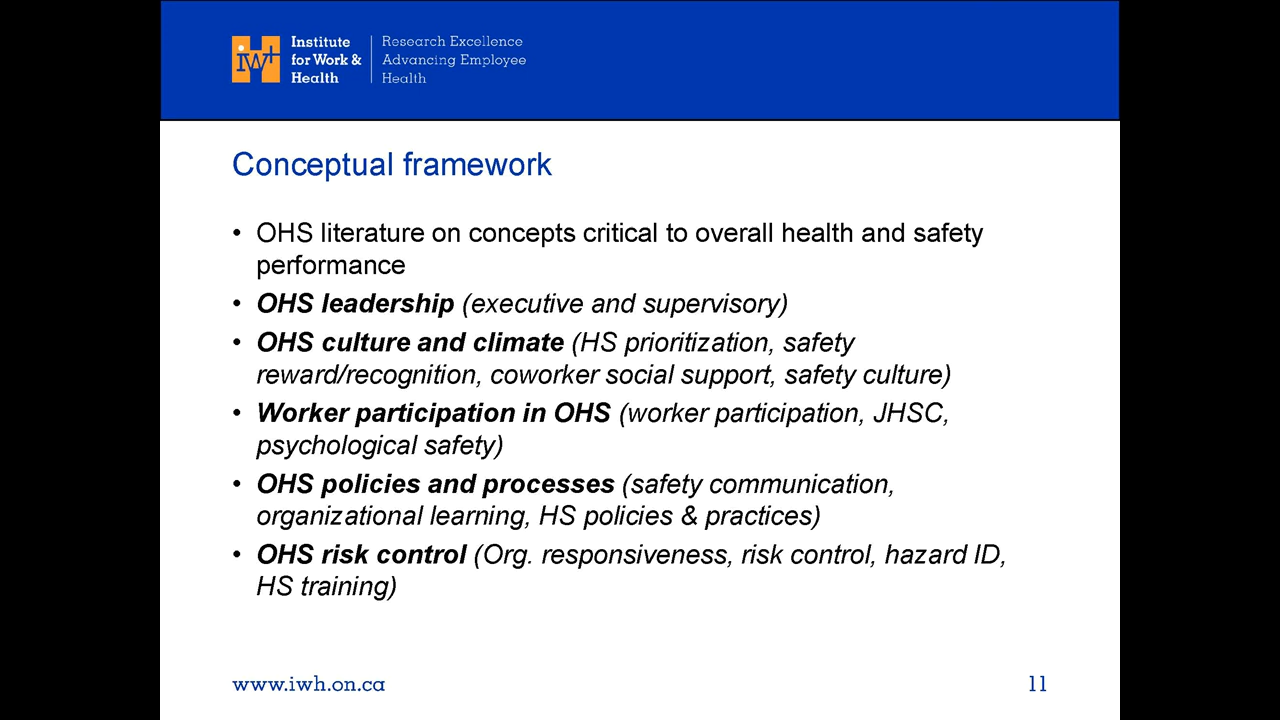 iw+
Institute
for Work &
Health
Research Excellence
Advancing Employee
Health
Conceptual framework
• OHS literature on concepts critical to overall health and safety
performance
• OHS leadership (executive and supervisory)
• OHS culture and climate (HS prioritization, safety
reward/recognition, coworker social support, safety culture)
• Worker participation in OHS (worker participation, JHSC,
psychological safety)
• OHS policies and processes (safety communication,
organizational learning, HS policies & practices)
• OHS risk control (Org. responsiveness, risk control, hazard ID,
HS training)
www.iwh.on.ca
11